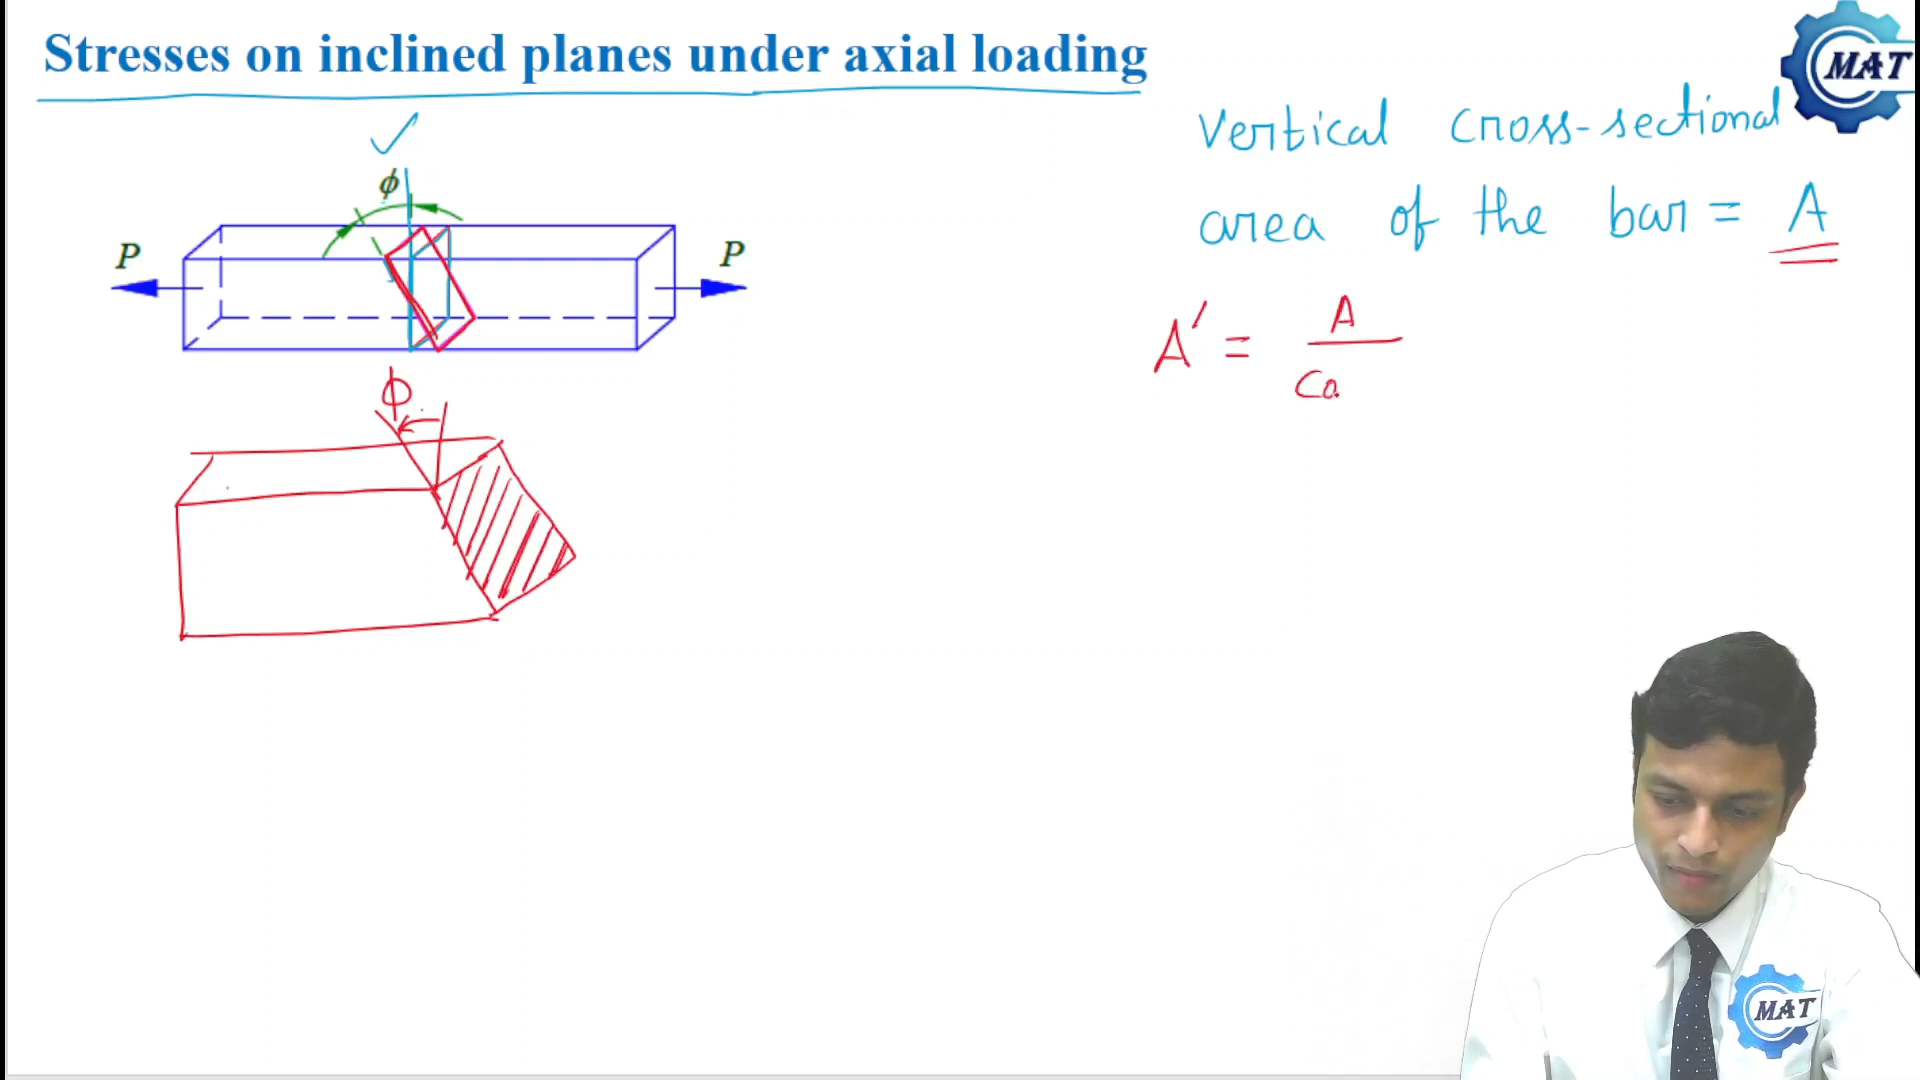 Stresses on inclined planes under axial loading
MAT
Vertical cross-sectional
area of the bar = A
ϕ
P
P
A′ = A
Co
ϕ
MAT